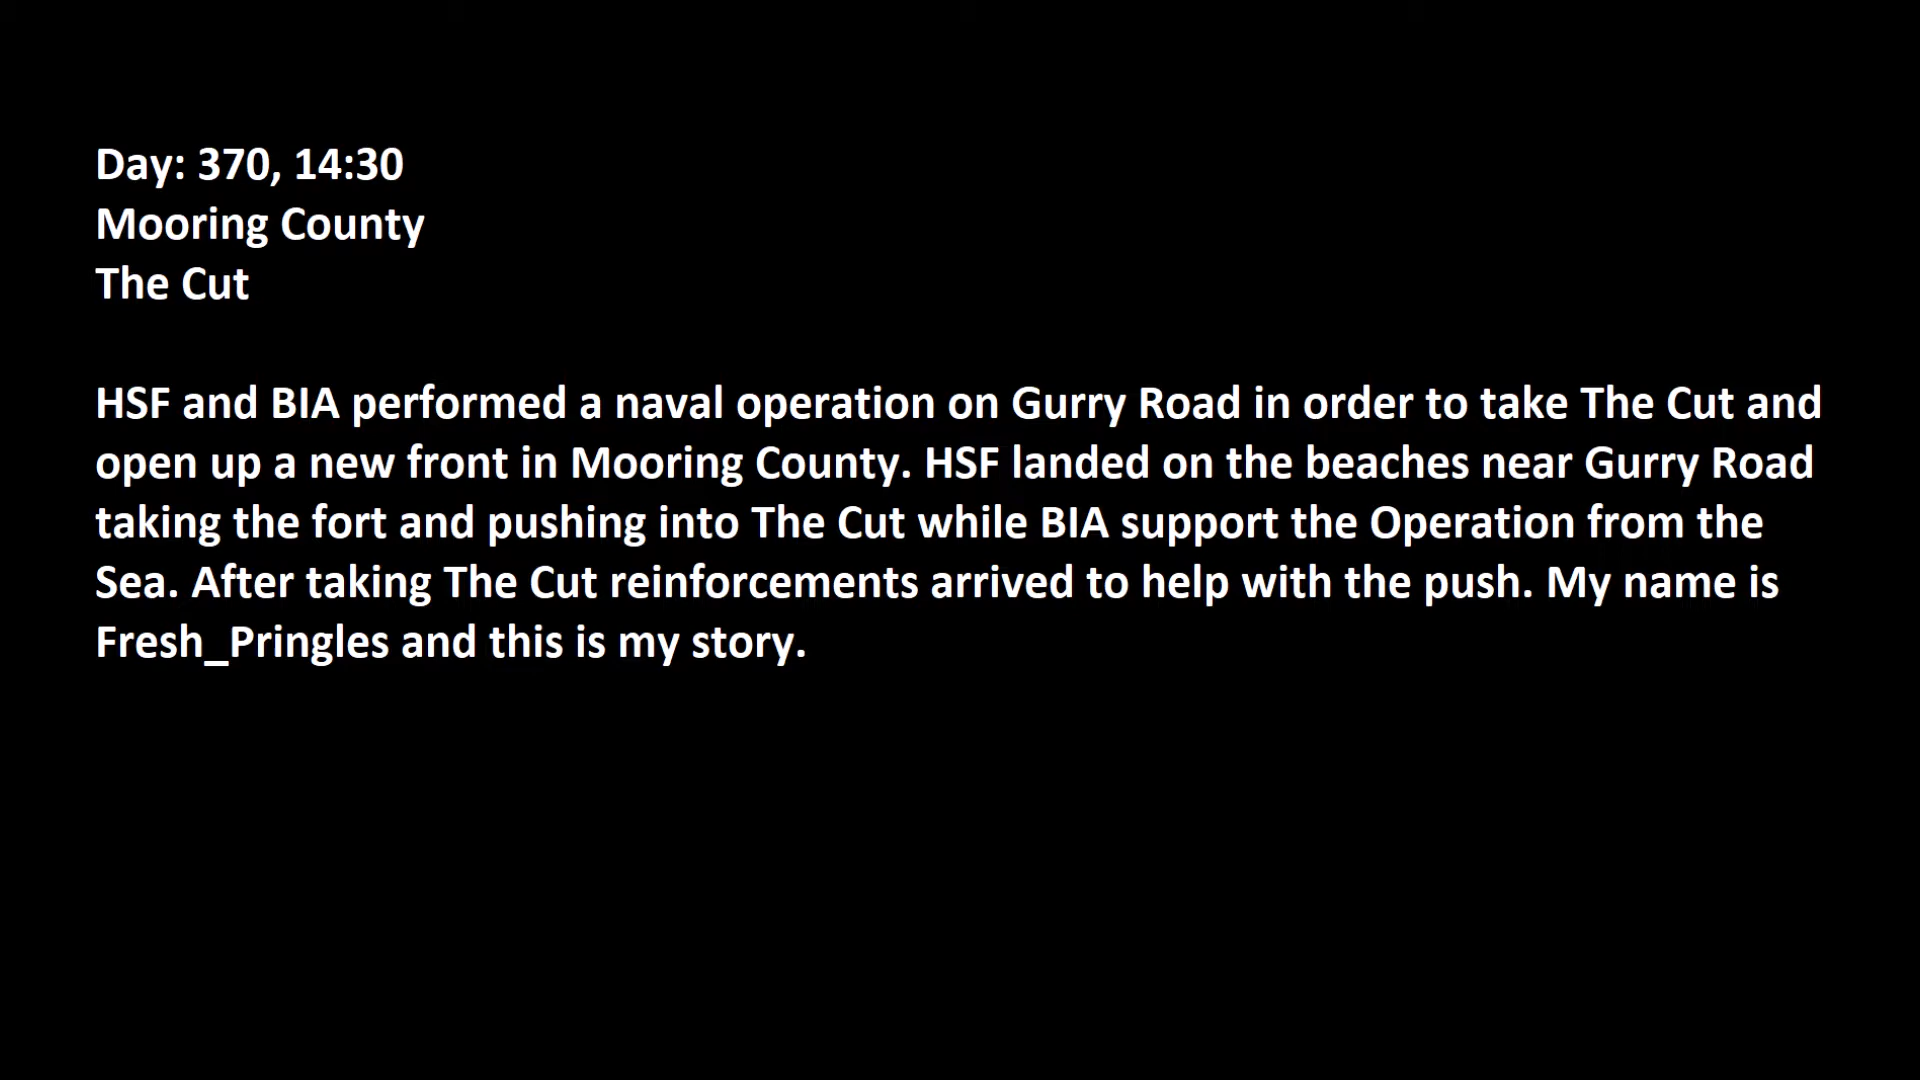 Day: 370, 14:30
Mooring County
The Cut
HSF and BIA performed a naval operation on Gurry Road in order to take The Cut and
open up a new front in Mooring County. HSF landed on the beaches near Gurry Road
taking the fort and pushing into The Cut while BIA support the Operation from the
Sea. After taking The Cut reinforcements arrived to help with the push. My name is
Fresh_Pringles and this is my story.